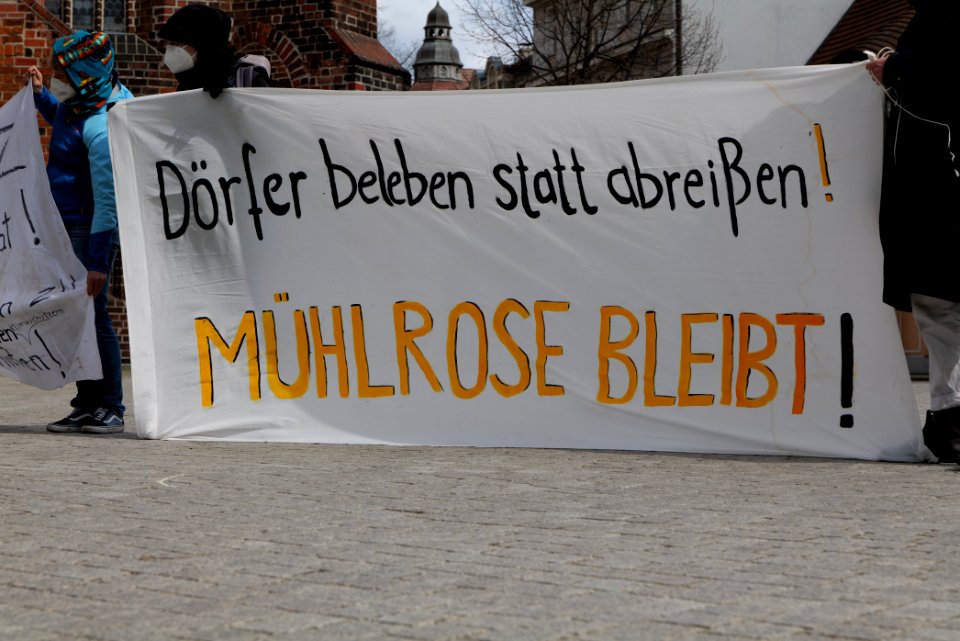 Dörfer beleben statt abreißen!
MÜHLROSE BLEIBT!